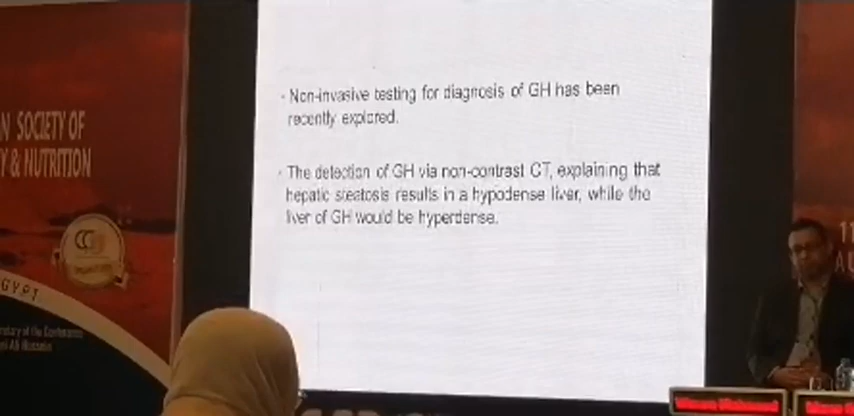 N SOCIETY OF
Y & NUTRITION
GYPT
· Non-invasive testing for diagnosis of GH has been
recently explored.
· The detection of GH via non-contrast CT, explaining that
hepatic steatosis results in a hypodense liver, while the
liver of GH would be hyperdense.
11